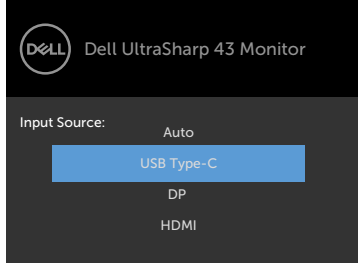 DELL
Dell UltraSharp 43 Monitor
Input Source:
Auto
USB Type-C
DP
HDMI